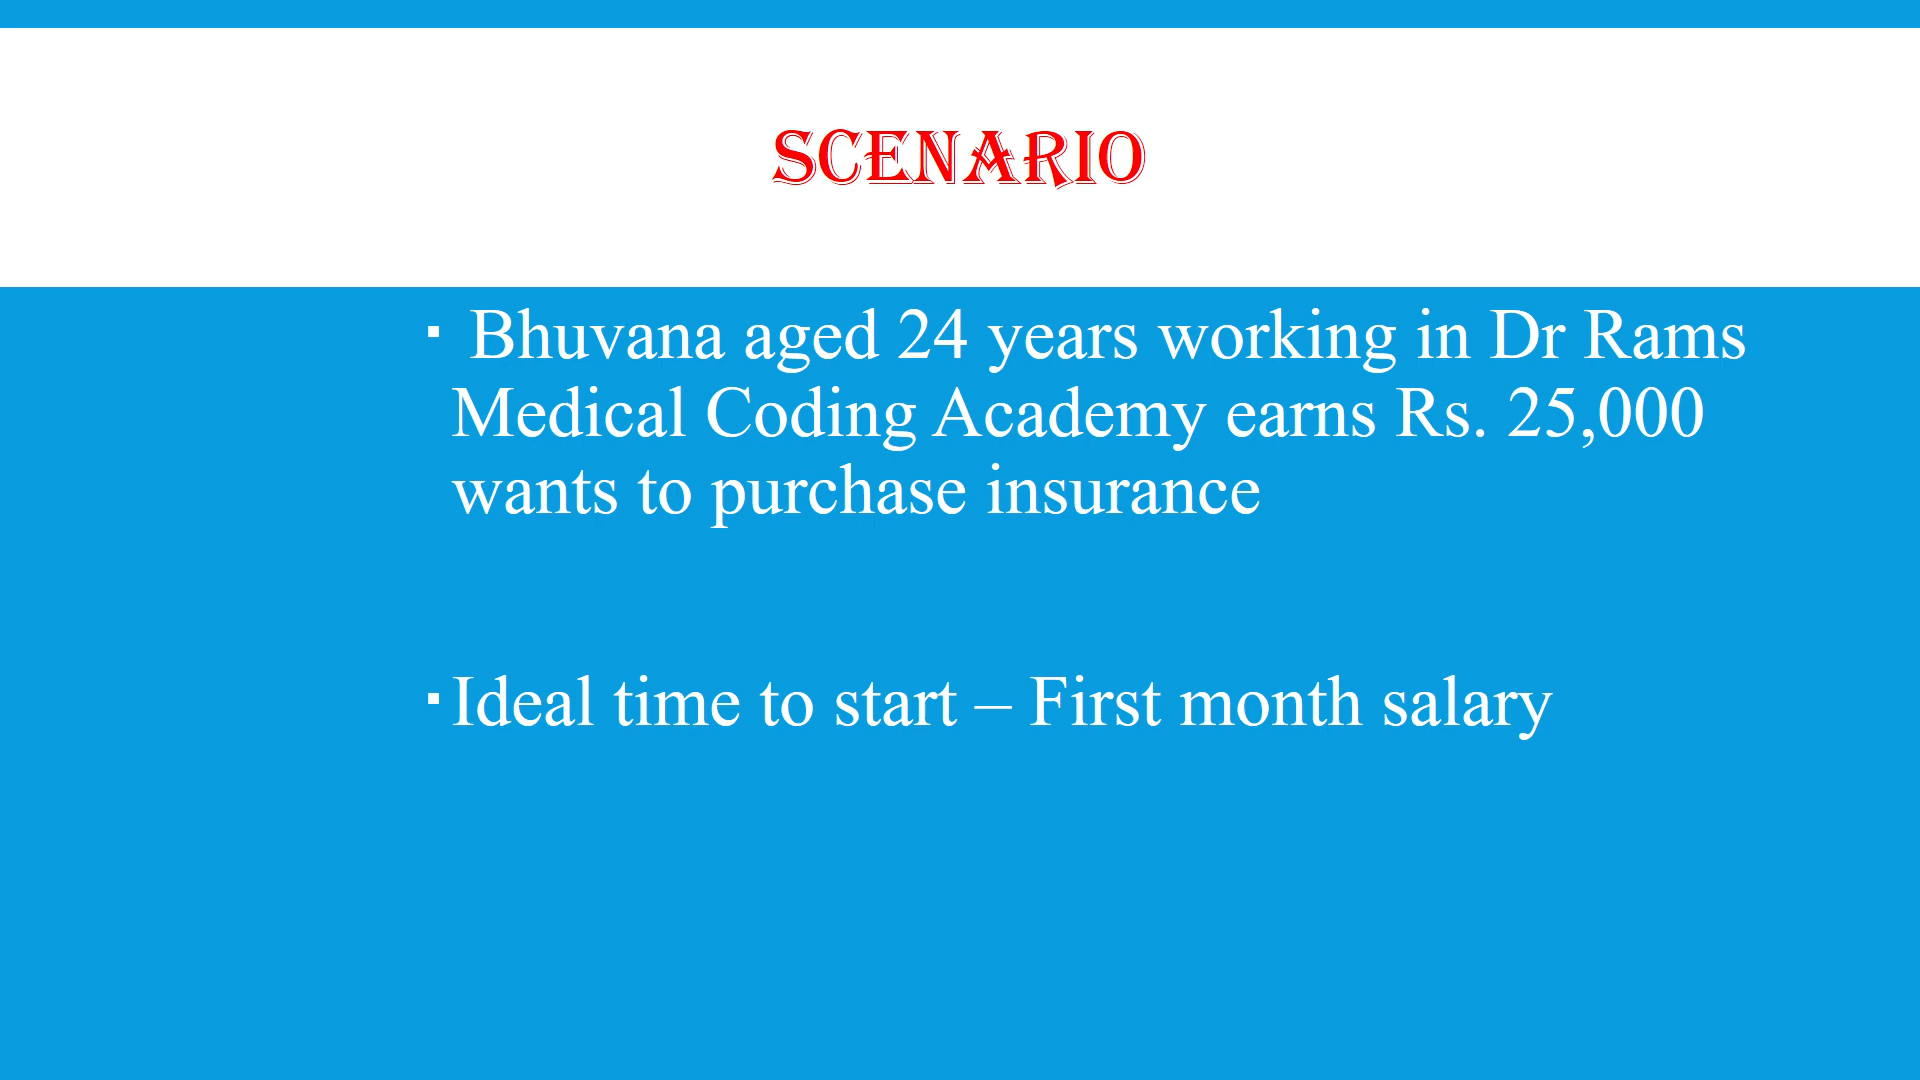 SCENARIO
▪ Bhuvana aged 24 years working in Dr Rams
Medical Coding Academy earns Rs. 25,000
wants to purchase insurance
▪ Ideal time to start – First month salary